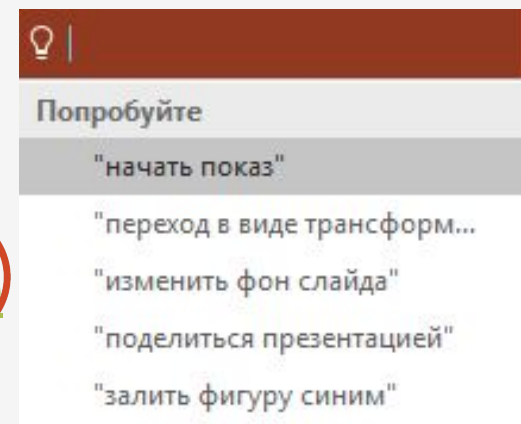 Попробуйте
"начать показ"
"переход в виде трансформ...
"изменить фон слайда"
"поделиться презентацией"
"залить фигуру синим"